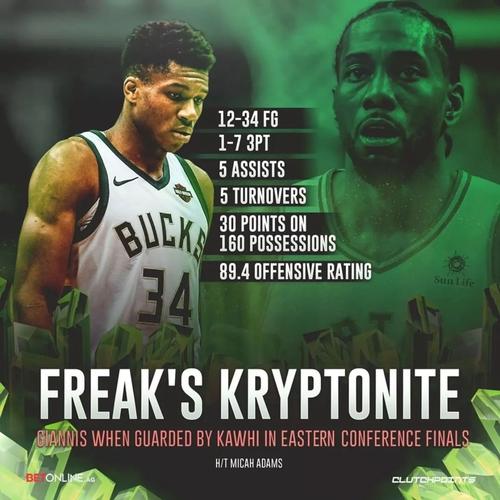 12-34 FG
1-7 3PT
5 ASSISTS
5 TURNOVERS
30 POINTS ON
160 POSSESSIONS
89.4 OFFENSIVE RATING
BUCKS
34
Sun Life
FREAK'S KRYPTONITE
GIANNIS WHEN GUARDED BY KAWHI IN EASTERN CONFERENCE FINALS
H/T MICAH ADAMS
BETONLINE.AG
CLUTCHPOINTS